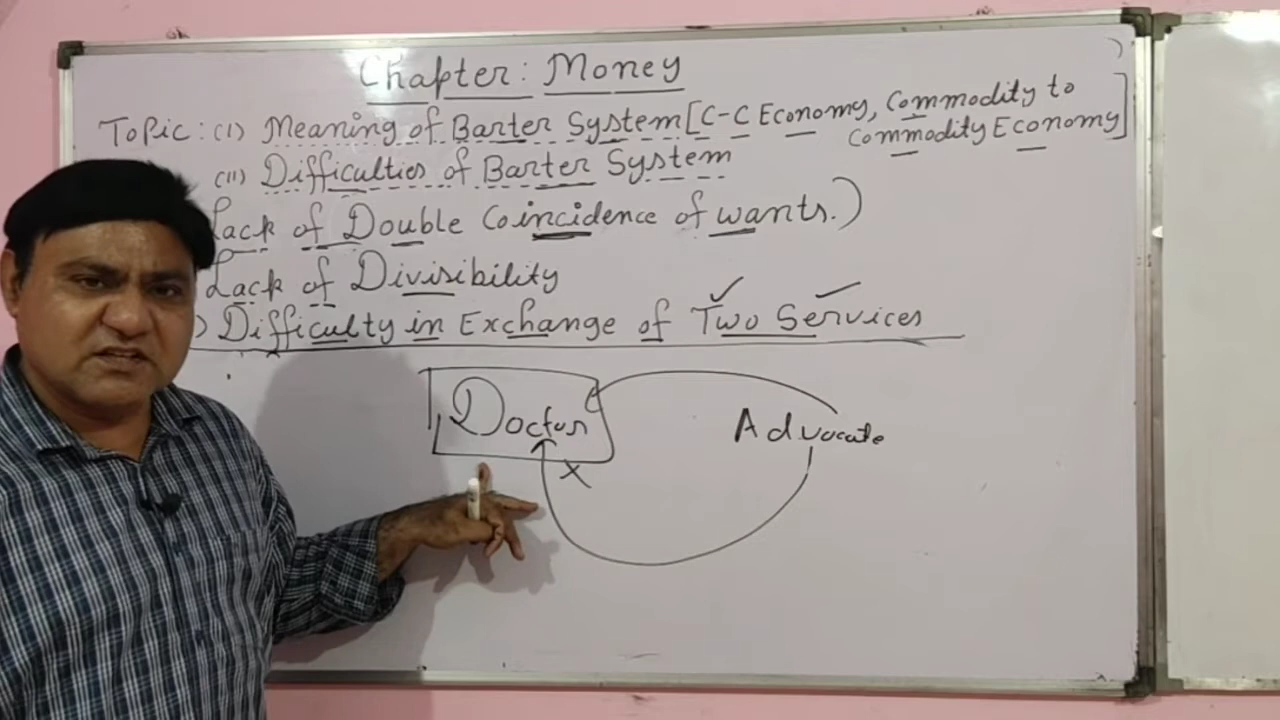 Chapter: Money
Topic: (I) Meaning of Barter System [C-C Economy, Commodity to
Commodity Economy]
(II) Difficulties of Barter System
Lack of Double Coincidence of wants.)
Lack of Divisibility
) Difficulty in Exchange of Two Services
Doctor
Advocate
X